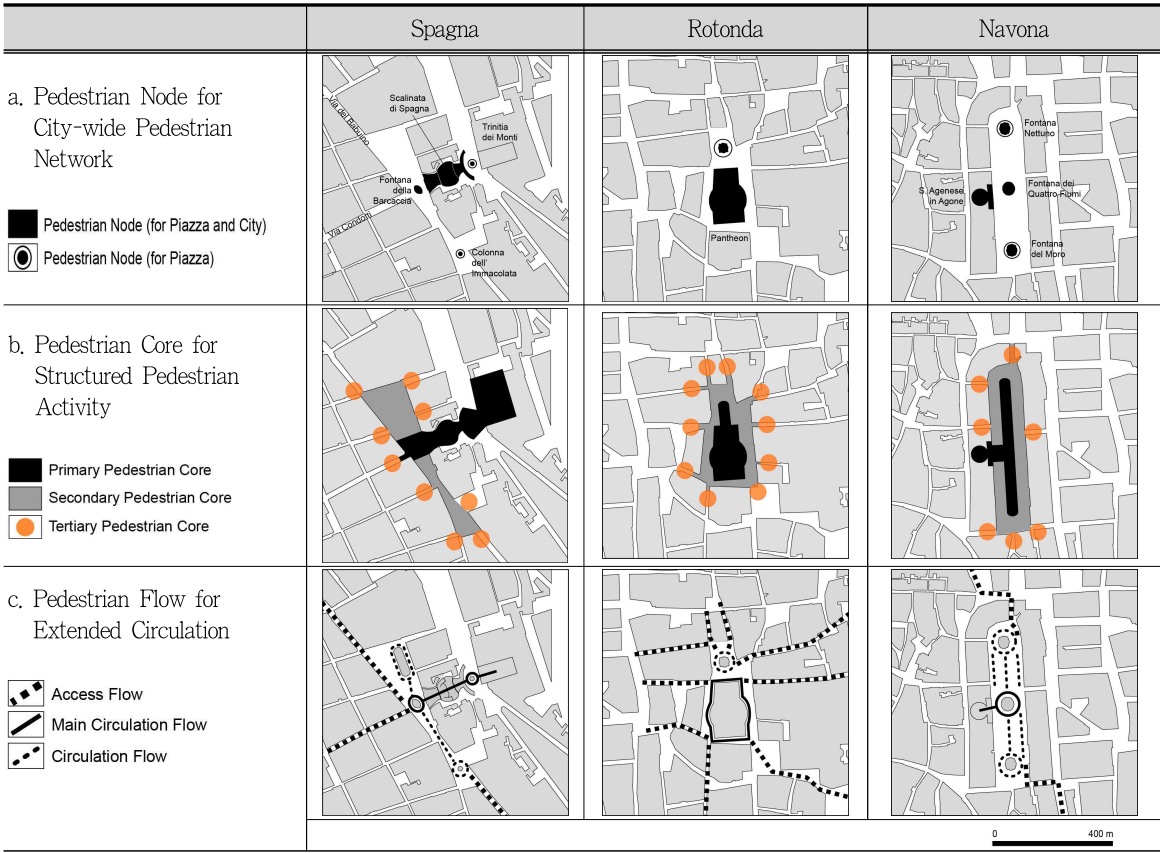 Spagna
Rotonda
Navona
a. Pedestrian Node for
City-wide Pedestrian
Network
Pedestrian Node (for Piazza and City)
Pedestrian Node (for Piazza)
Via del Babuino
Scalinata
di Spagna
Trinitia
dei Monti
Fontana
della
Barcaccia
Via Condotti
Colonna
dell'
Immacolata
Pantheon
Fontana
Nettuno
S. Agenese
in Agone
Fontana dei
Quattro Fiumi
Fontana
del Moro
b. Pedestrian Core for
Structured Pedestrian
Activity
Primary Pedestrian Core
Secondary Pedestrian Core
Tertiary Pedestrian Core
c. Pedestrian Flow for
Extended Circulation
Access Flow
Main Circulation Flow
Circulation Flow
0
400 m